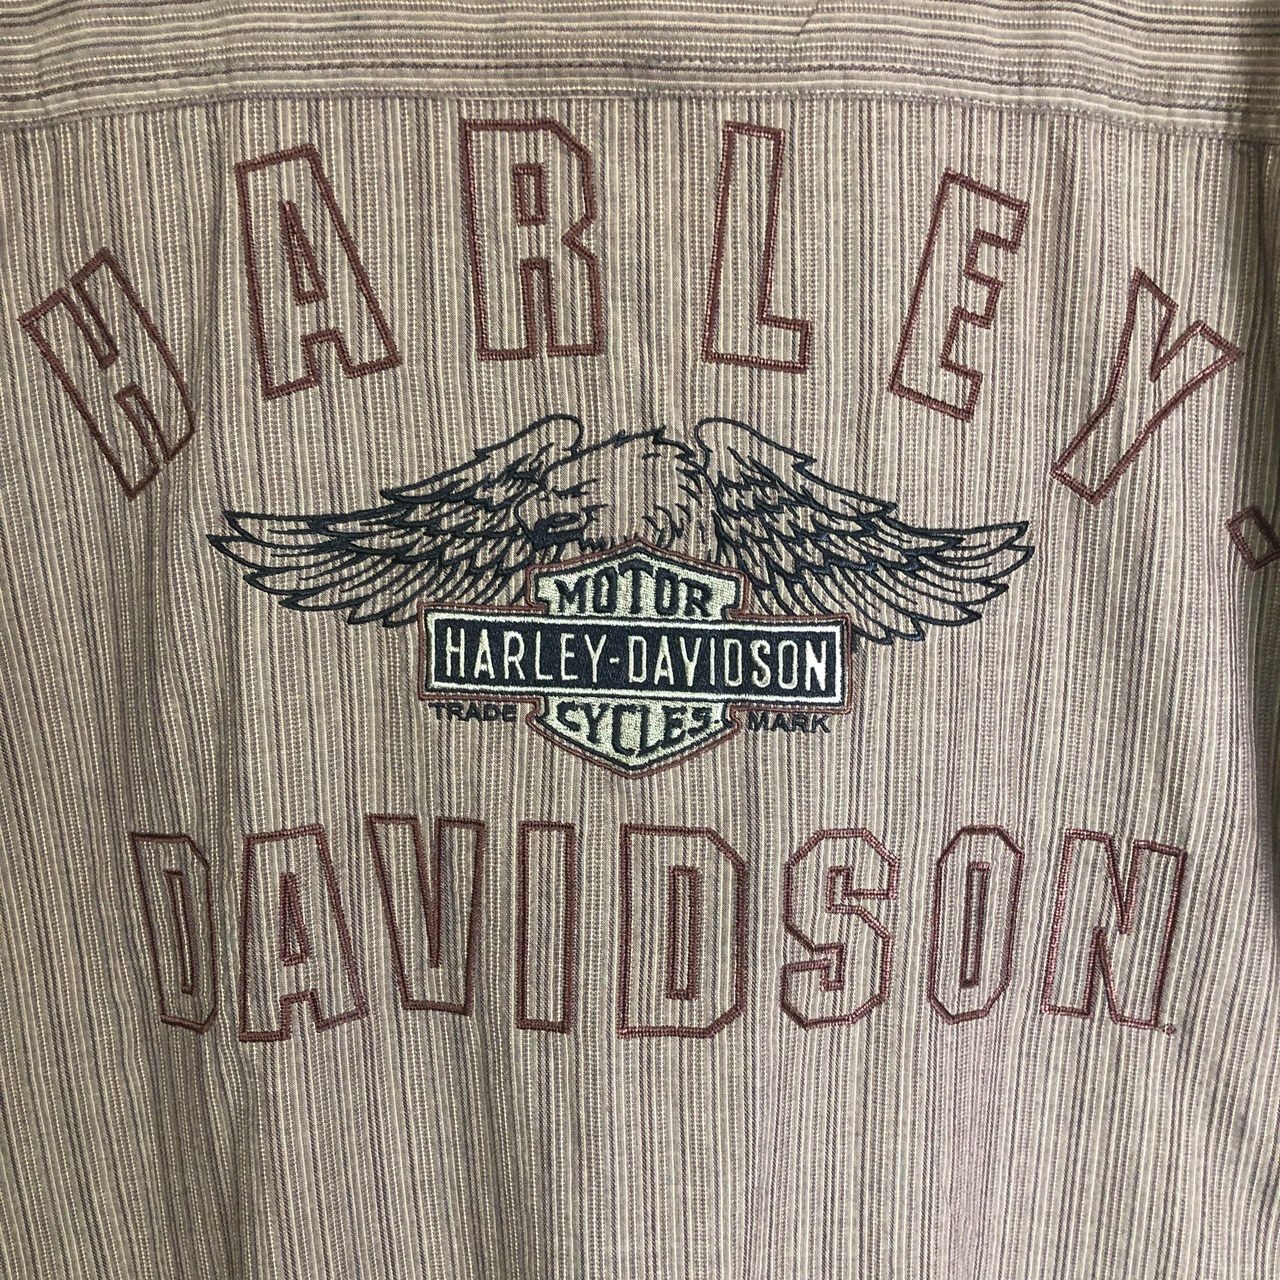 HARLEY-
MOTOR
HARLEY-DAVIDSON
TRADE CYCLES MARK
DAVIDSON